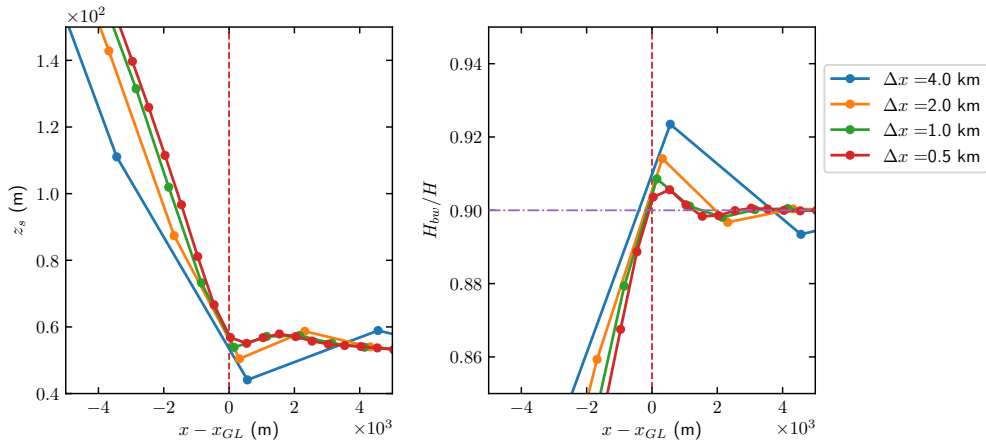 ×10²
1.4
1.2
1.0
0.8
0.6
0.4
z_s (m)
−4 −2 0 2 4
×10³
x − x_GL (m)
0.94
0.92
0.90
0.88
0.86
H_bw/H
−4 −2 0 2 4
×10³
x − x_GL (m)
Δx =4.0 km
Δx =2.0 km
Δx =1.0 km
Δx =0.5 km